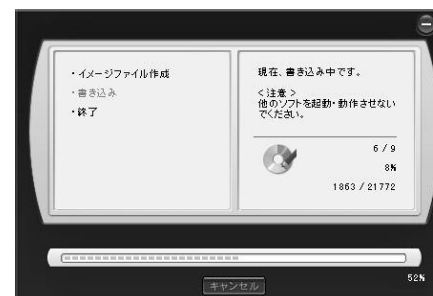 ・イメージファイル作成
・書き込み
・終了
現在、書き込み中です。
<注意>
他のソフトを起動・動作させない
でください。
6 / 9
8%
1863 / 21772
52%
キャンセル